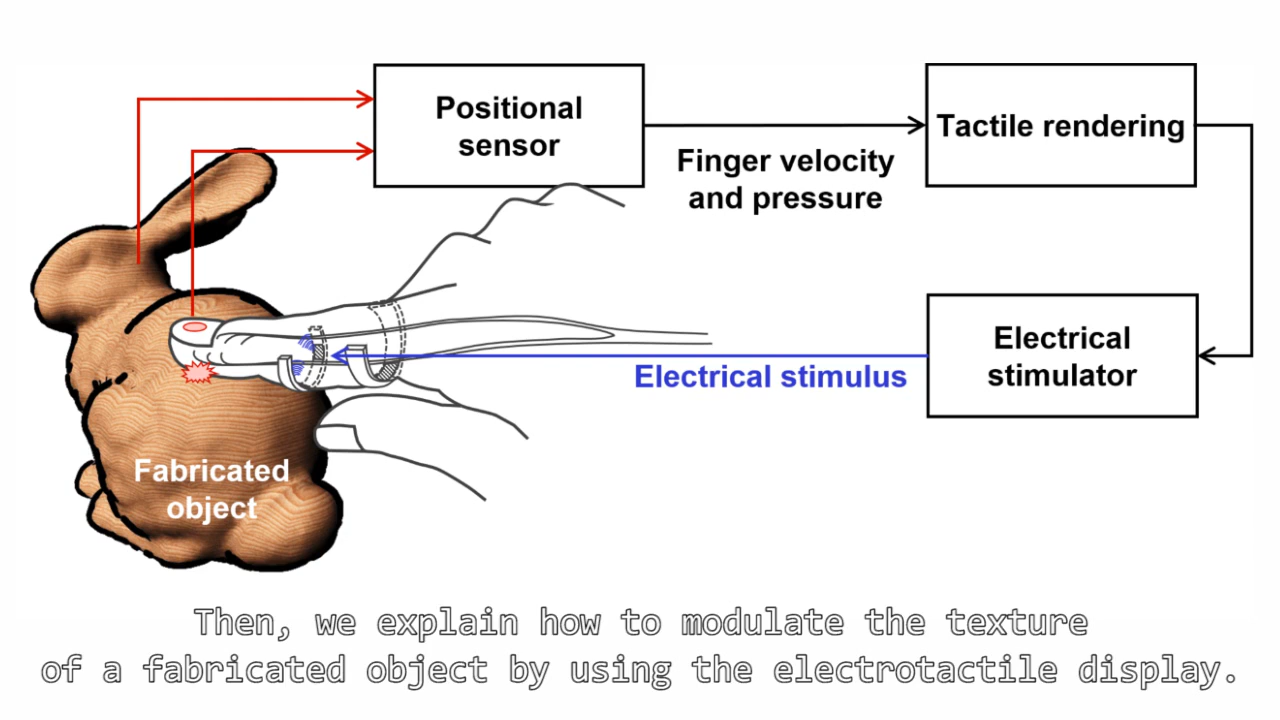 Positional
sensor
Tactile rendering
Finger velocity
and pressure
Electrical
stimulator
Electrical stimulus
Fabricated
object
Then, we explain how to modulate the texture
of a fabricated object by using the electrotactile display.